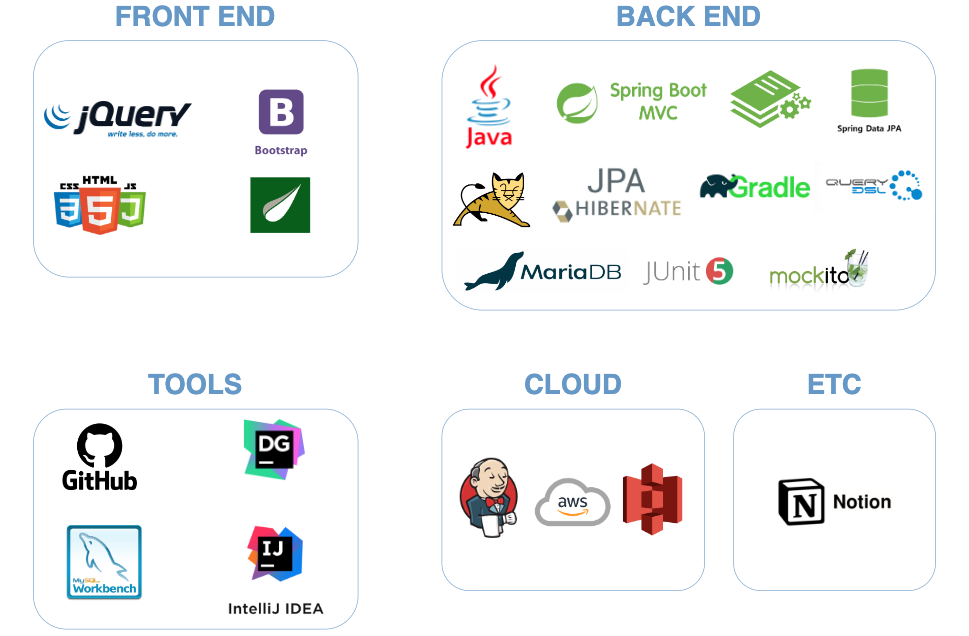 FRONT END
jQuery
write less, do more.
B
Bootstrap
CSS HTML JS
3 5
BACK END
Java
Spring Boot
MVC
Spring Data JPA
JPA
HIBERNATE
Gradle
QUERY
DSL
MariaDB
JUnit 5
mockito
TOOLS
GitHub
DG
MySQL
Workbench
IJ
IntelliJ IDEA
CLOUD
aws
ETC
N Notion